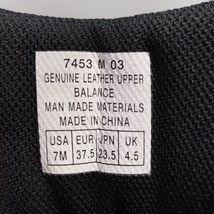 7453 M 03
GENUINE LEATHER UPPER
BALANCE
MAN MADE MATERIALS
MADE IN CHINA
USA EUR JPN UK
7M 37.5 23.5 4.5